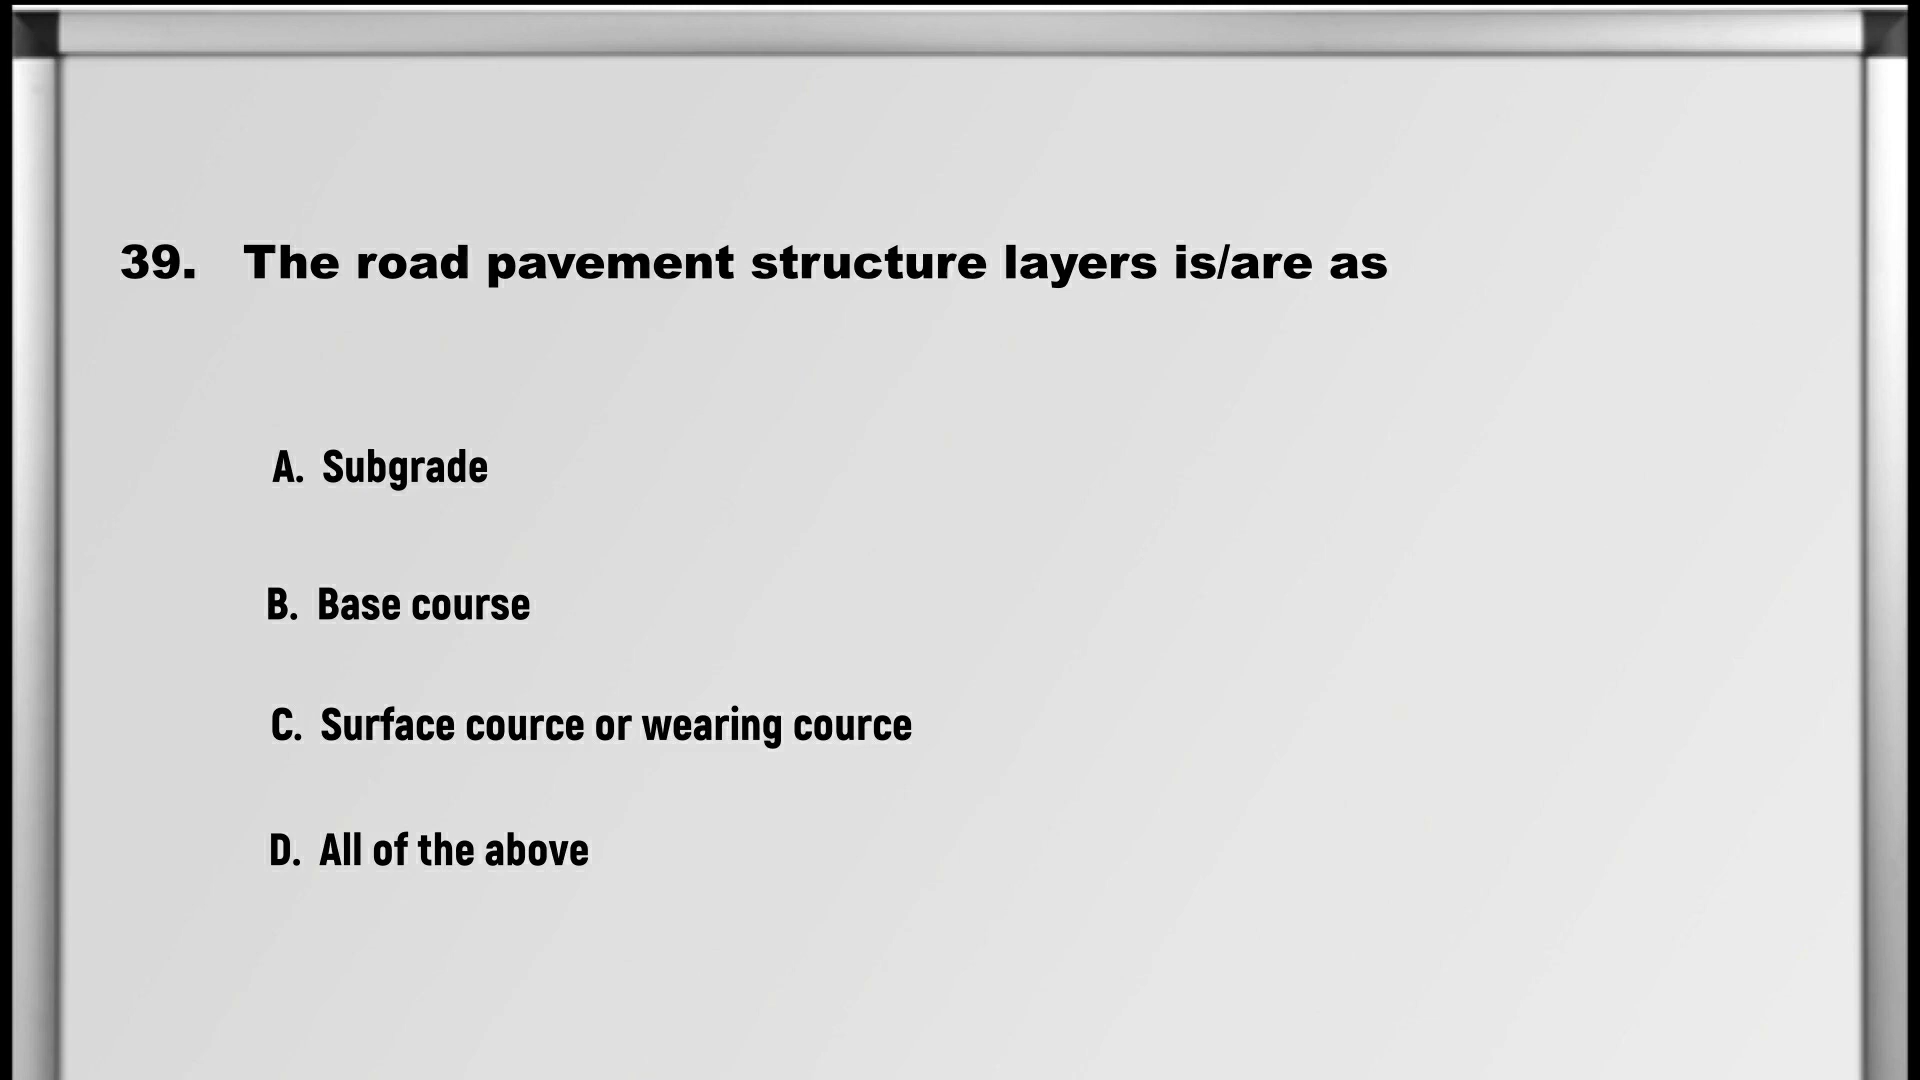 39. The road pavement structure layers is/are as
A. Subgrade
B. Base course
C. Surface cource or wearing cource
D. All of the above